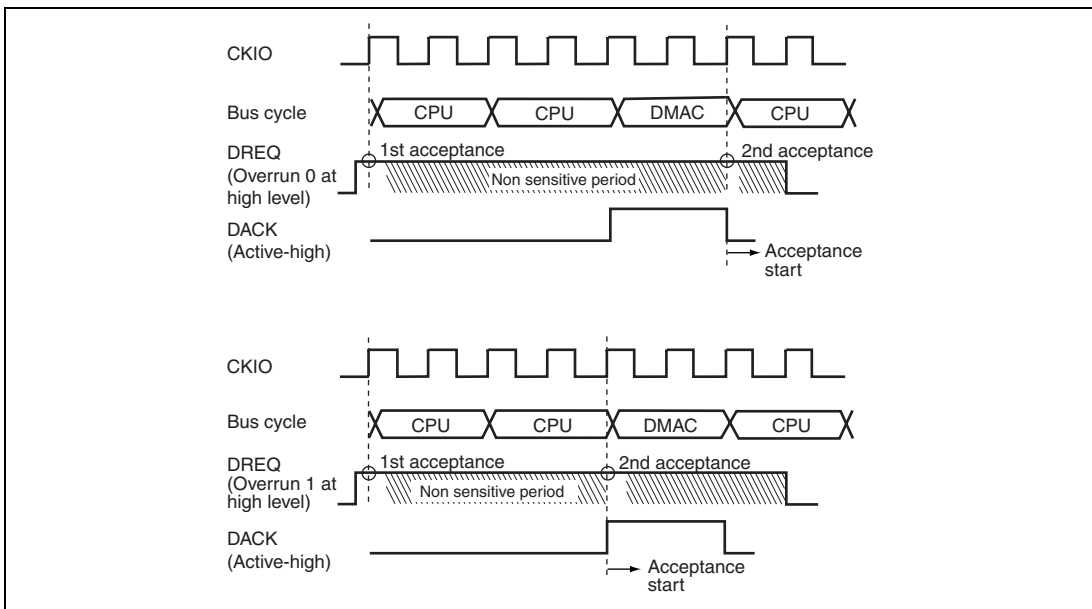 CKIO
Bus cycle
CPU
CPU
DMAC
CPU
DREQ
(Overrun 0 at
high level)
1st acceptance
2nd acceptance
Non sensitive period
DACK
(Active-high)
Acceptance
start
CKIO
Bus cycle
CPU
CPU
DMAC
CPU
DREQ
(Overrun 1 at
high level)
1st acceptance
2nd acceptance
Non sensitive period
DACK
(Active-high)
Acceptance
start